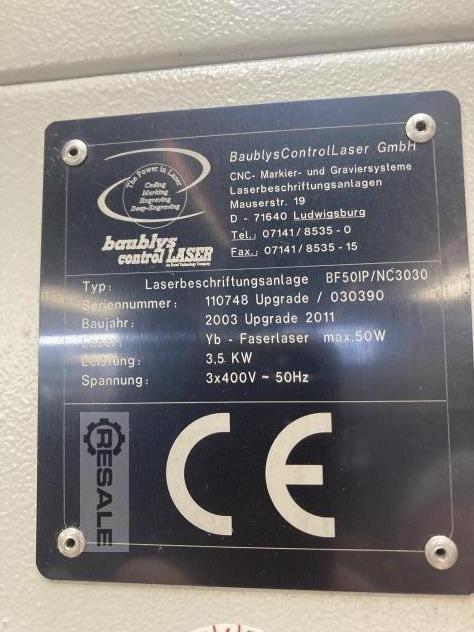 The Power in Laser
Coding
Marking
Engraving
Deep-Engraving
baublys
control LASER
BaublysControlLaser GmbH
CNC- Markier- und Graviersysteme
Laserbeschriftungsanlagen
Mauserstr. 19
D - 71640 Ludwigsburg
Tel.: 07141/8535-0
Fax.: 07141/8535-15
Typ: Laserbeschriftungsanlage BF50IP/NC3030
Seriennummer: 110748 Upgrade / 030390
Baujahr: 2003 Upgrade 2011
Laser: Yb - Faserlaser max.50W
Leistung: 3,5 KW
Spannung: 3x400V ~ 50Hz
CE
RESALE